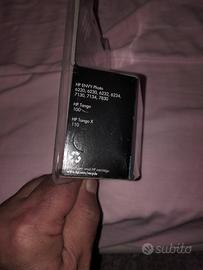 HP ENVY Photo
6220, 6230, 6232, 6234,
7130, 7134, 7830
HP Tango
100
HP Tango X
110
subito